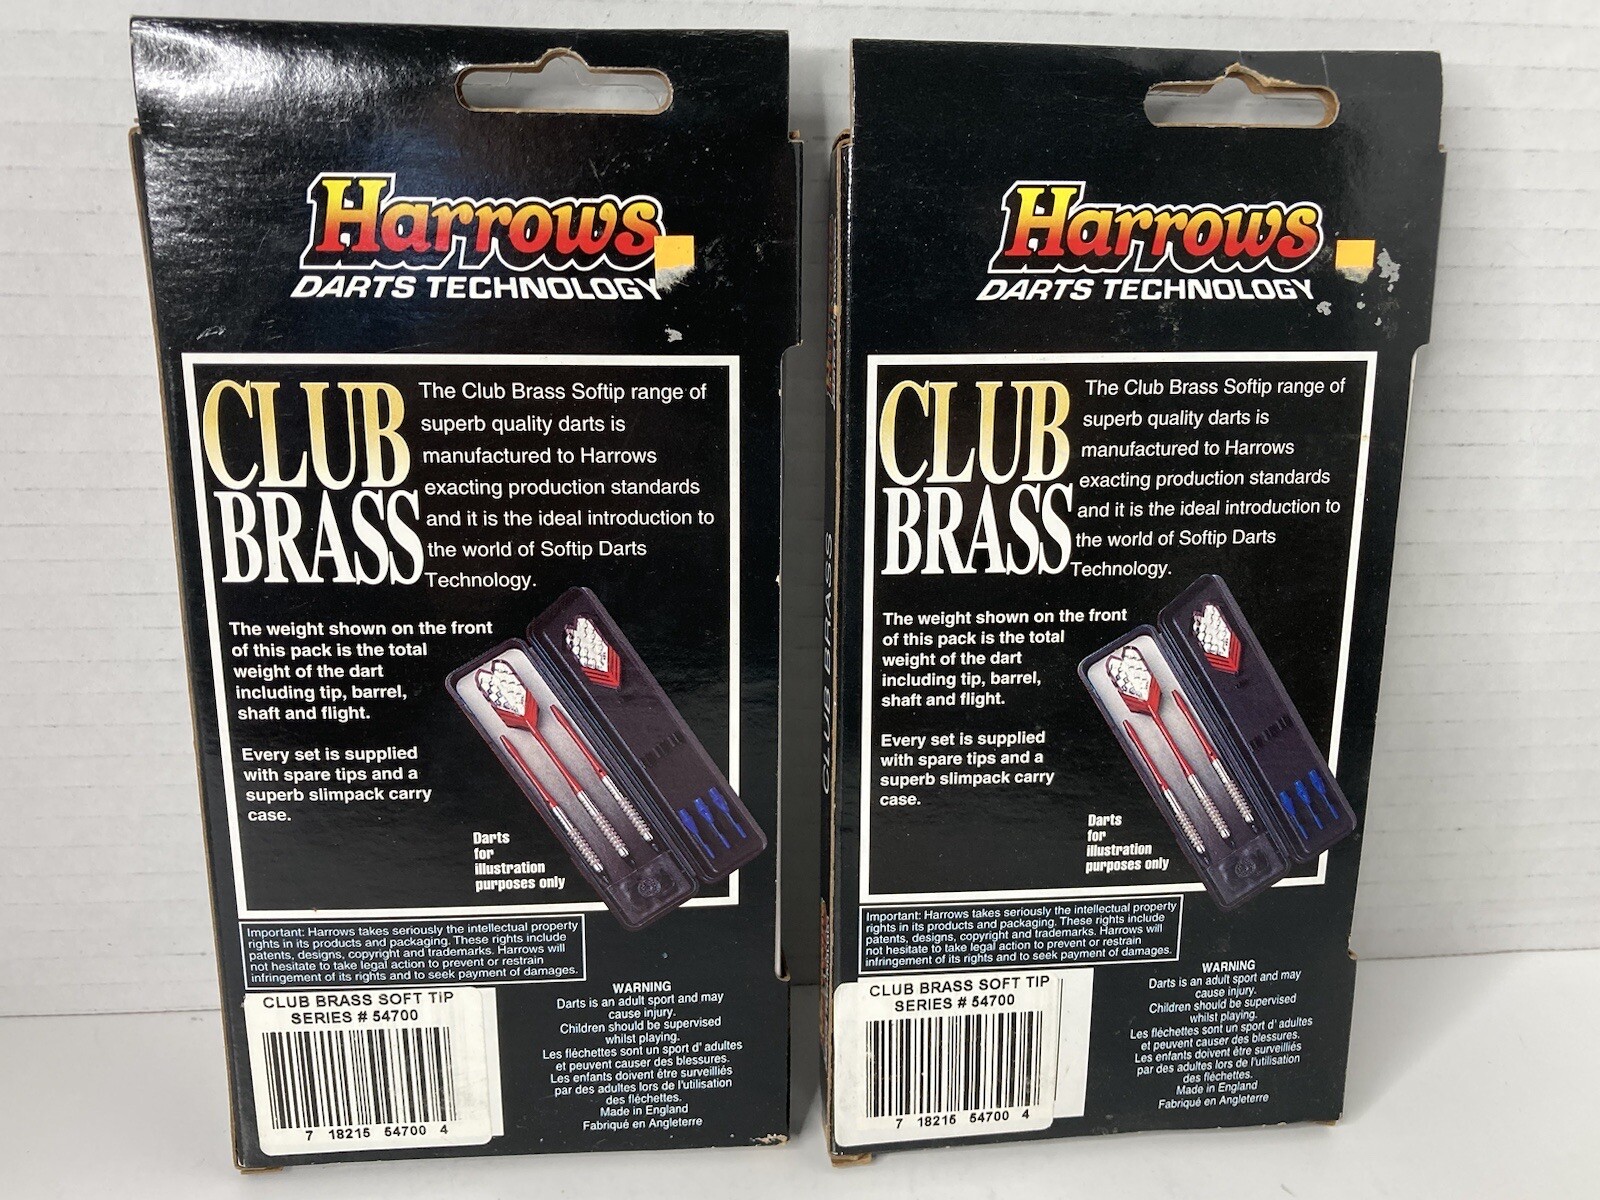 Harrows
DARTS TECHNOLOGY
CLUB
BRASS
The Club Brass Softip range of
superb quality darts is
manufactured to Harrows
exacting production standards
and it is the ideal introduction to
the world of Softip Darts
Technology.
The weight shown on the front
of this pack is the total
weight of the dart
including tip, barrel,
shaft and flight.
Every set is supplied
with spare tips and a
superb slimpack carry
case.
Darts
for
illustration
purposes only
Important: Harrows takes seriously the intellectual property
rights in its products and packaging. These rights include
patents, designs, copyright and trademarks. Harrows will
not hesitate to take legal action to prevent or restrain
infringement of its rights and to seek payment of damages.
CLUB BRASS SOFT TIP
SERIES # 54700
7 18215 54700 4
WARNING
Darts is an adult sport and may
cause injury.
Children should be supervised
whilst playing.
Les fléchettes sont un sport d' adultes
et peuvent causer des blessures.
Les enfants doivent être surveilliés
par des adultes lors de l'utilisation
des fléchettes.
Made in England
Fabriqué en Angleterre
CLUB BRASS
Harrows
DARTS TECHNOLOGY
CLUB
BRASS
The Club Brass Softip range of
superb quality darts is
manufactured to Harrows
exacting production standards
and it is the ideal introduction to
the world of Softip Darts
Technology.
The weight shown on the front
of this pack is the total
weight of the dart
including tip, barrel,
shaft and flight.
Every set is supplied
with spare tips and a
superb slimpack carry
case.
Darts
for
illustration
purposes only
Important: Harrows takes seriously the intellectual property
rights in its products and packaging. These rights include
patents, designs, copyright and trademarks. Harrows will
not hesitate to take legal action to prevent or restrain
infringement of its rights and to seek payment of damages.
CLUB BRASS SOFT TIP
SERIES # 54700
7 18215 54700 4
WARNING
Darts is an adult sport and may
cause injury.
Children should be supervised
whilst playing.
Les fléchettes sont un sport d' adultes
et peuvent causer des blessures.
Les enfants doivent être surveilliés
par des adultes lors de l'utilisation
des fléchettes.
Made in England
Fabriqué en Angleterre